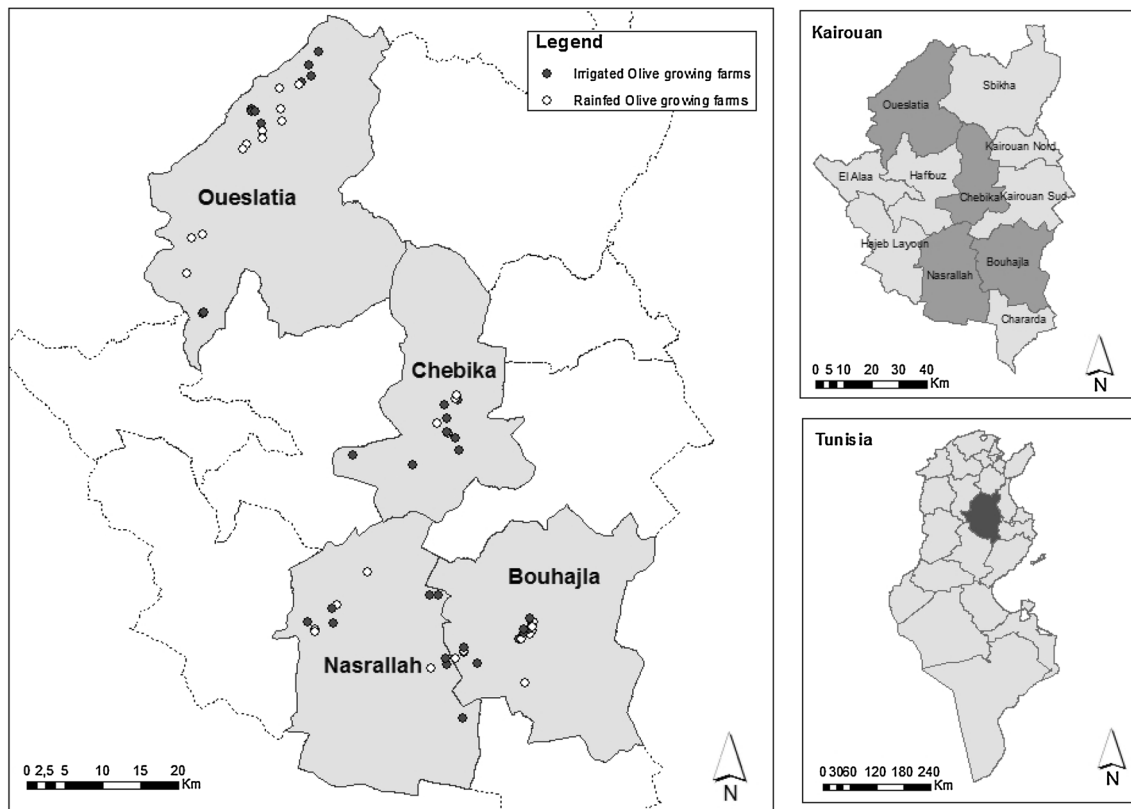 Legend
Irrigated Olive growing farms
Rainfed Olive growing farms
Oueslatia
Chebika
Bouhajla
Nasrallah
0 2,5 5 10 15 20
Km
N
Kairouan
Sbikha
Oueslatia
Kairouan Nord
El Alaa
Haffouz
Chebika
Kairouan Sud
Hajeb Layoun
Bouhajla
Nasrallah
Chararda
0 5 10 20 30 40
Km
N
Tunisia
0 30 60 120 180 240
Km
N